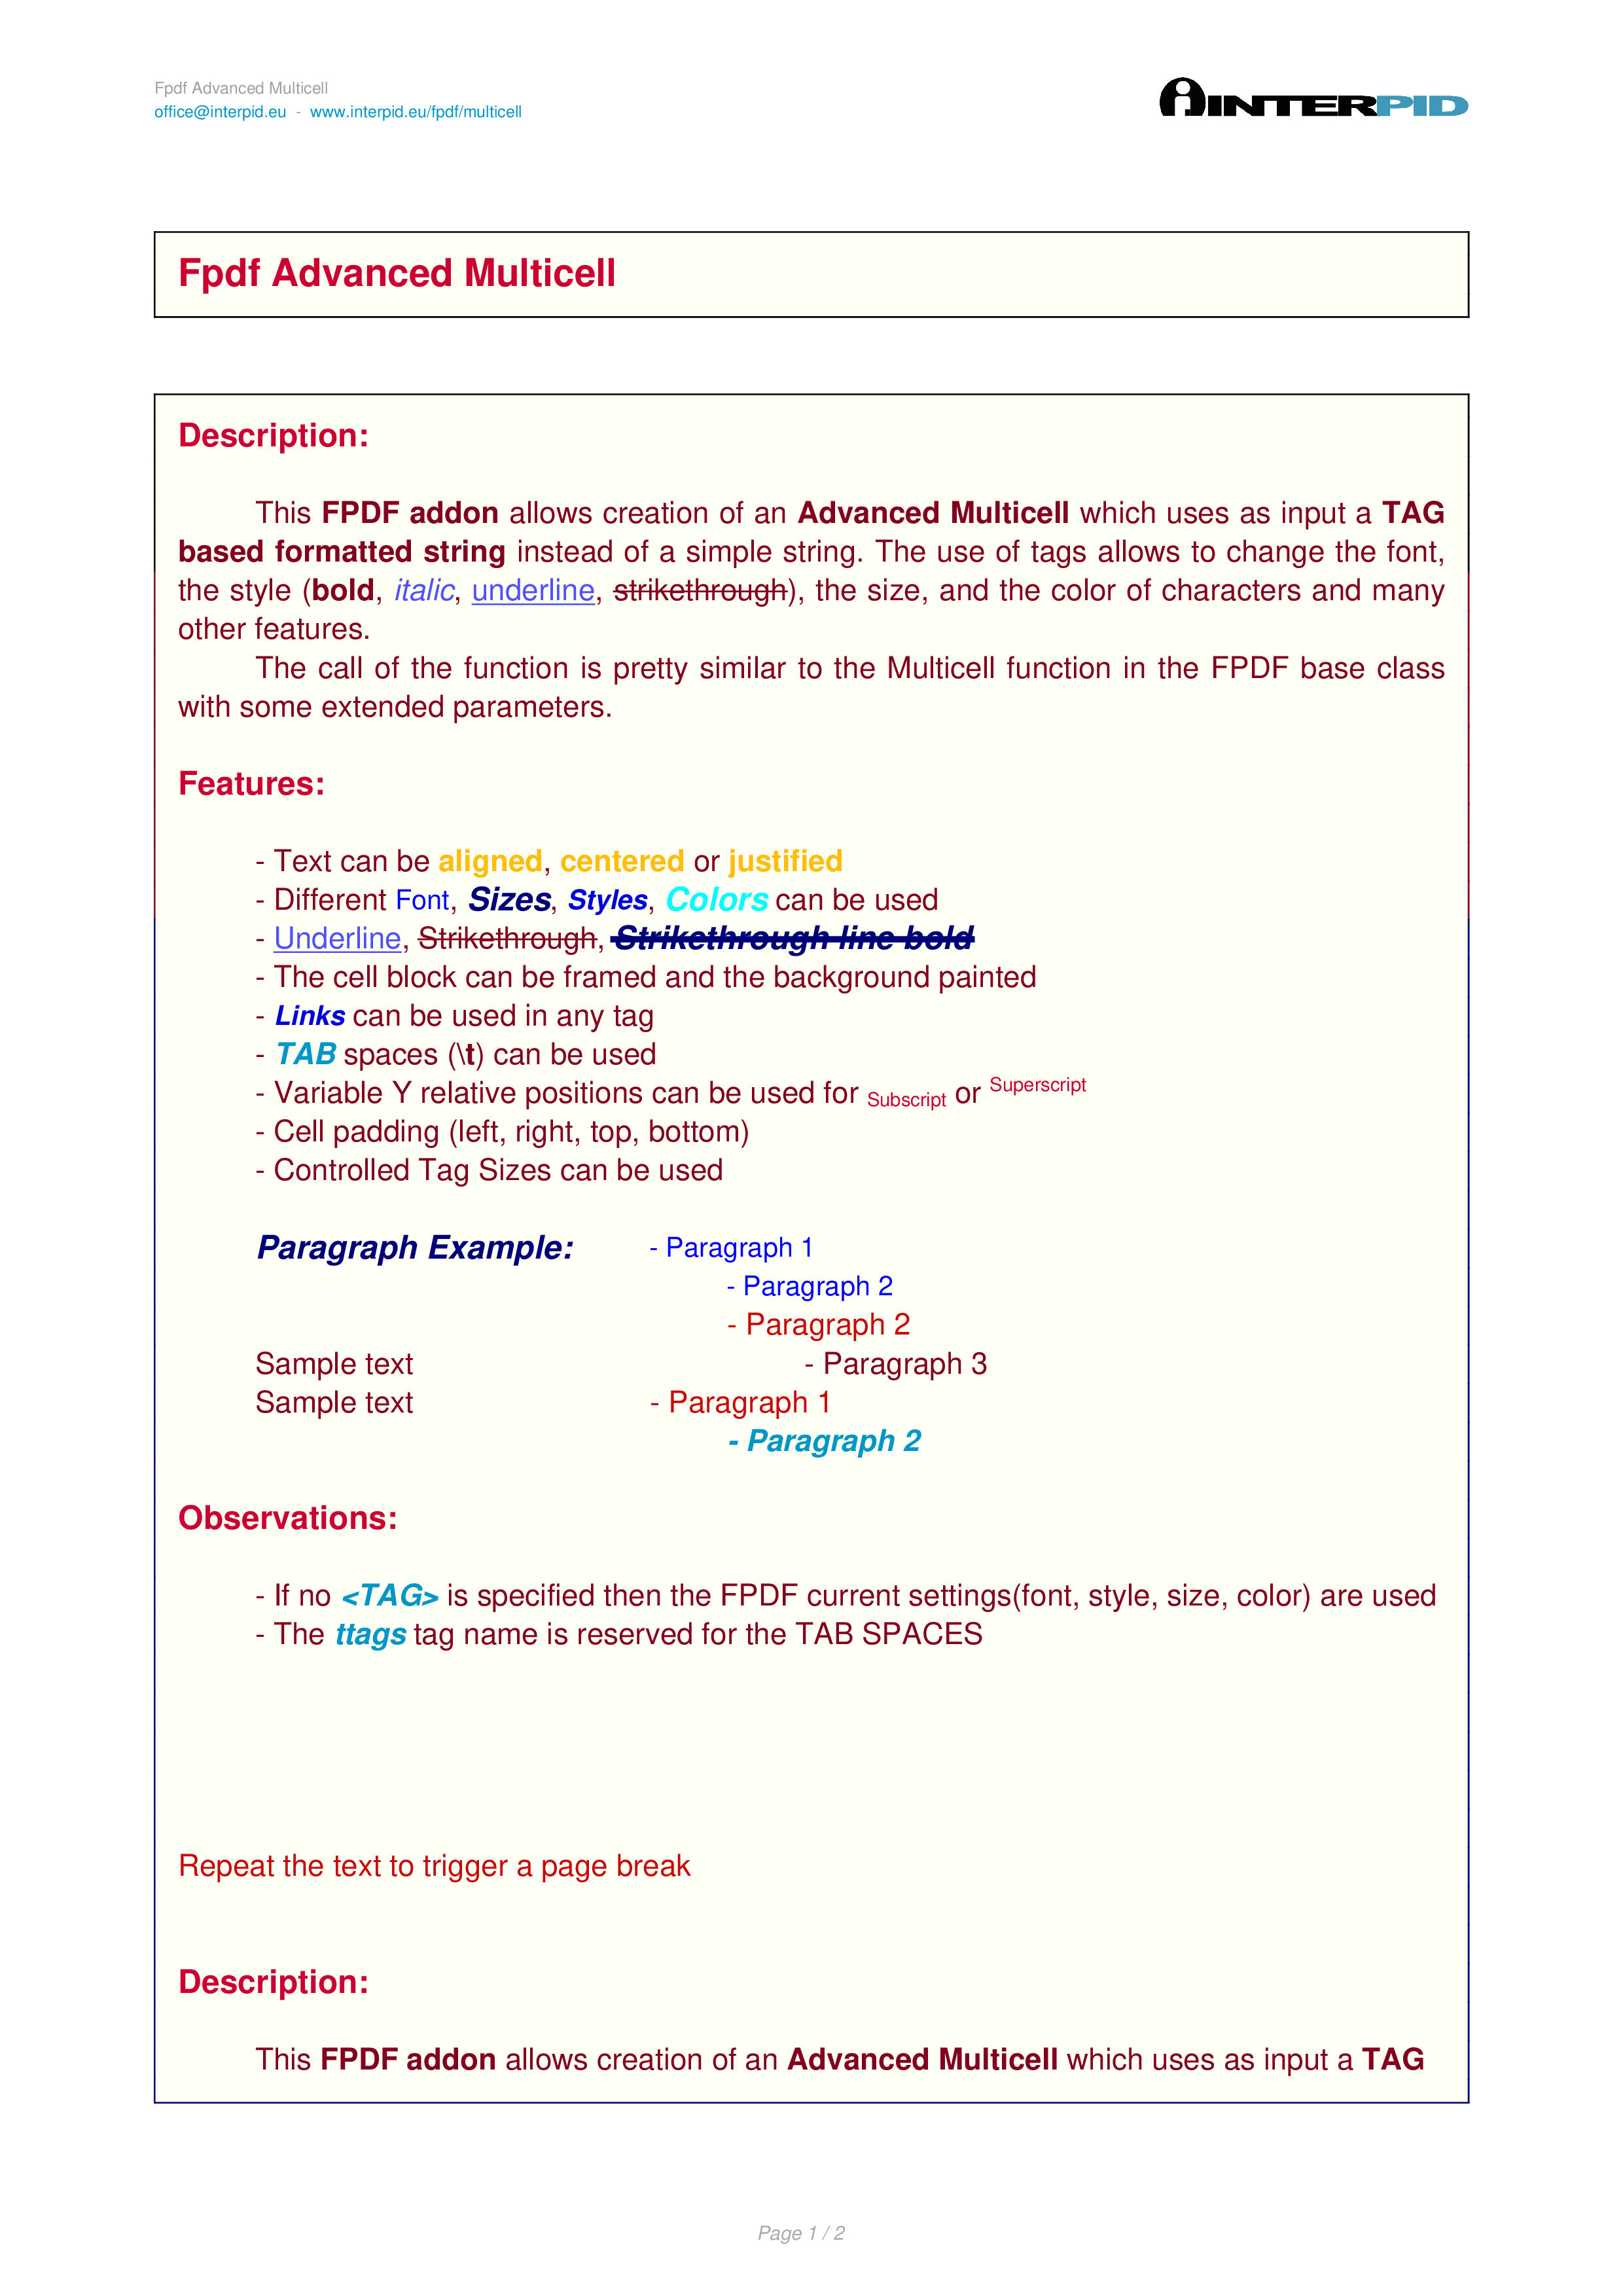 Fpdf Advanced Multicell
office@interpid.eu - www.interpid.eu/fpdf/multicell
INTERPID
Fpdf Advanced Multicell
Description:
This FPDF addon allows creation of an Advanced Multicell which uses as input a TAG
based formatted string instead of a simple string. The use of tags allows to change the font,
the style (bold, italic, underline, strikethrough), the size, and the color of characters and many
other features.
The call of the function is pretty similar to the Multicell function in the FPDF base class
with some extended parameters.
Features:
- Text can be aligned, centered or justified
- Different Font, Sizes, Styles, Colors can be used
- Underline, Strikethrough, Strikethrough line bold
- The cell block can be framed and the background painted
- Links can be used in any tag
- TAB spaces (\t) can be used
- Variable Y relative positions can be used for Subscript or Superscript
- Cell padding (left, right, top, bottom)
- Controlled Tag Sizes can be used
Paragraph Example: - Paragraph 1
- Paragraph 2
- Paragraph 2
Sample text - Paragraph 3
Sample text - Paragraph 1
- Paragraph 2
Observations:
- If no <TAG> is specified then the FPDF current settings(font, style, size, color) are used
- The ttags tag name is reserved for the TAB SPACES
Repeat the text to trigger a page break
Description:
This FPDF addon allows creation of an Advanced Multicell which uses as input a TAG
Page 1 / 2